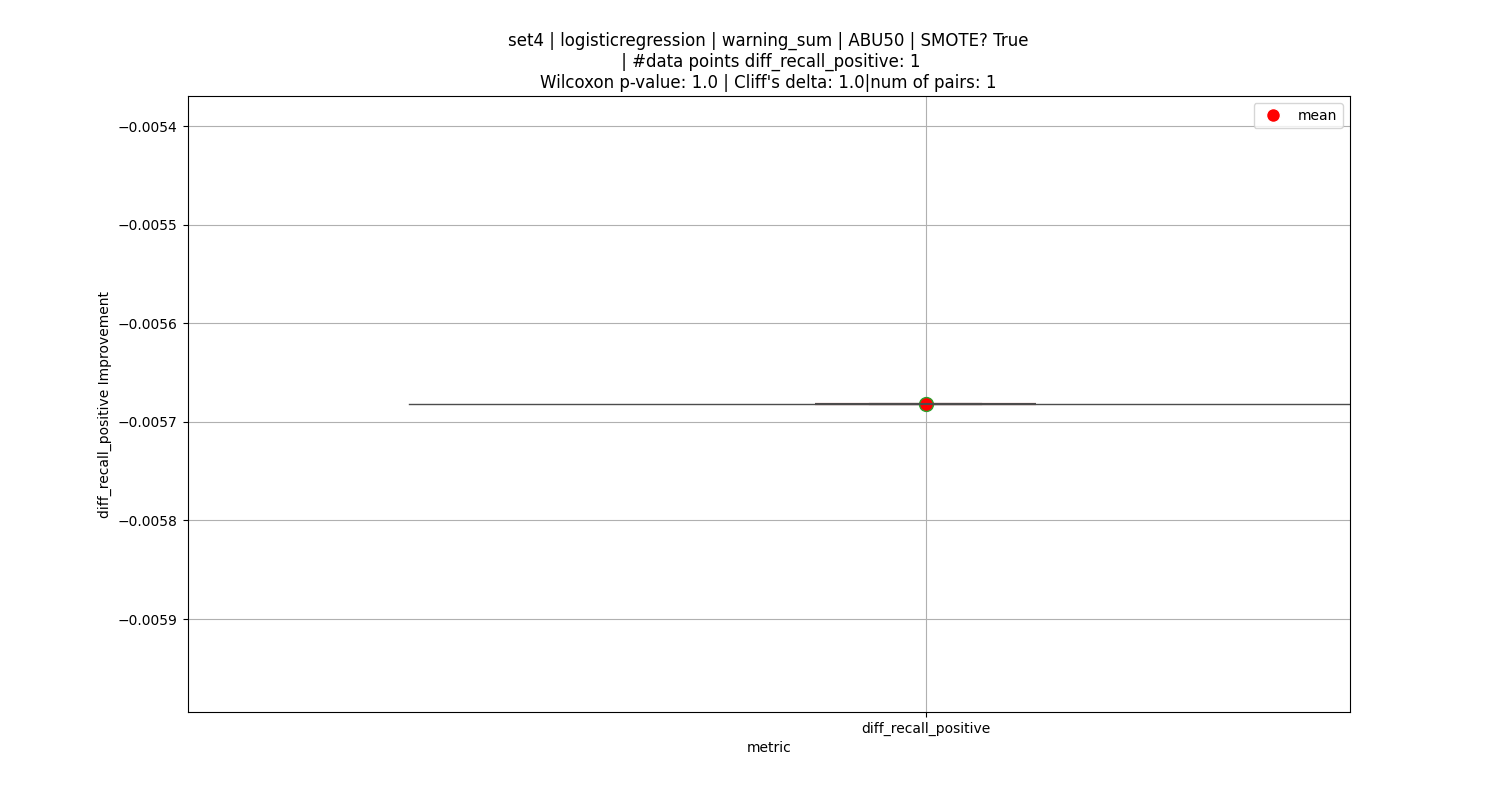 set4 | logisticregression | warning_sum | ABU50 | SMOTE? True
| #data points diff_recall_positive: 1
Wilcoxon p-value: 1.0 | Cliff's delta: 1.0|num of pairs: 1
mean
−0.0054
−0.0055
−0.0056
−0.0057
−0.0058
−0.0059
diff_recall_positive Improvement
diff_recall_positive
metric